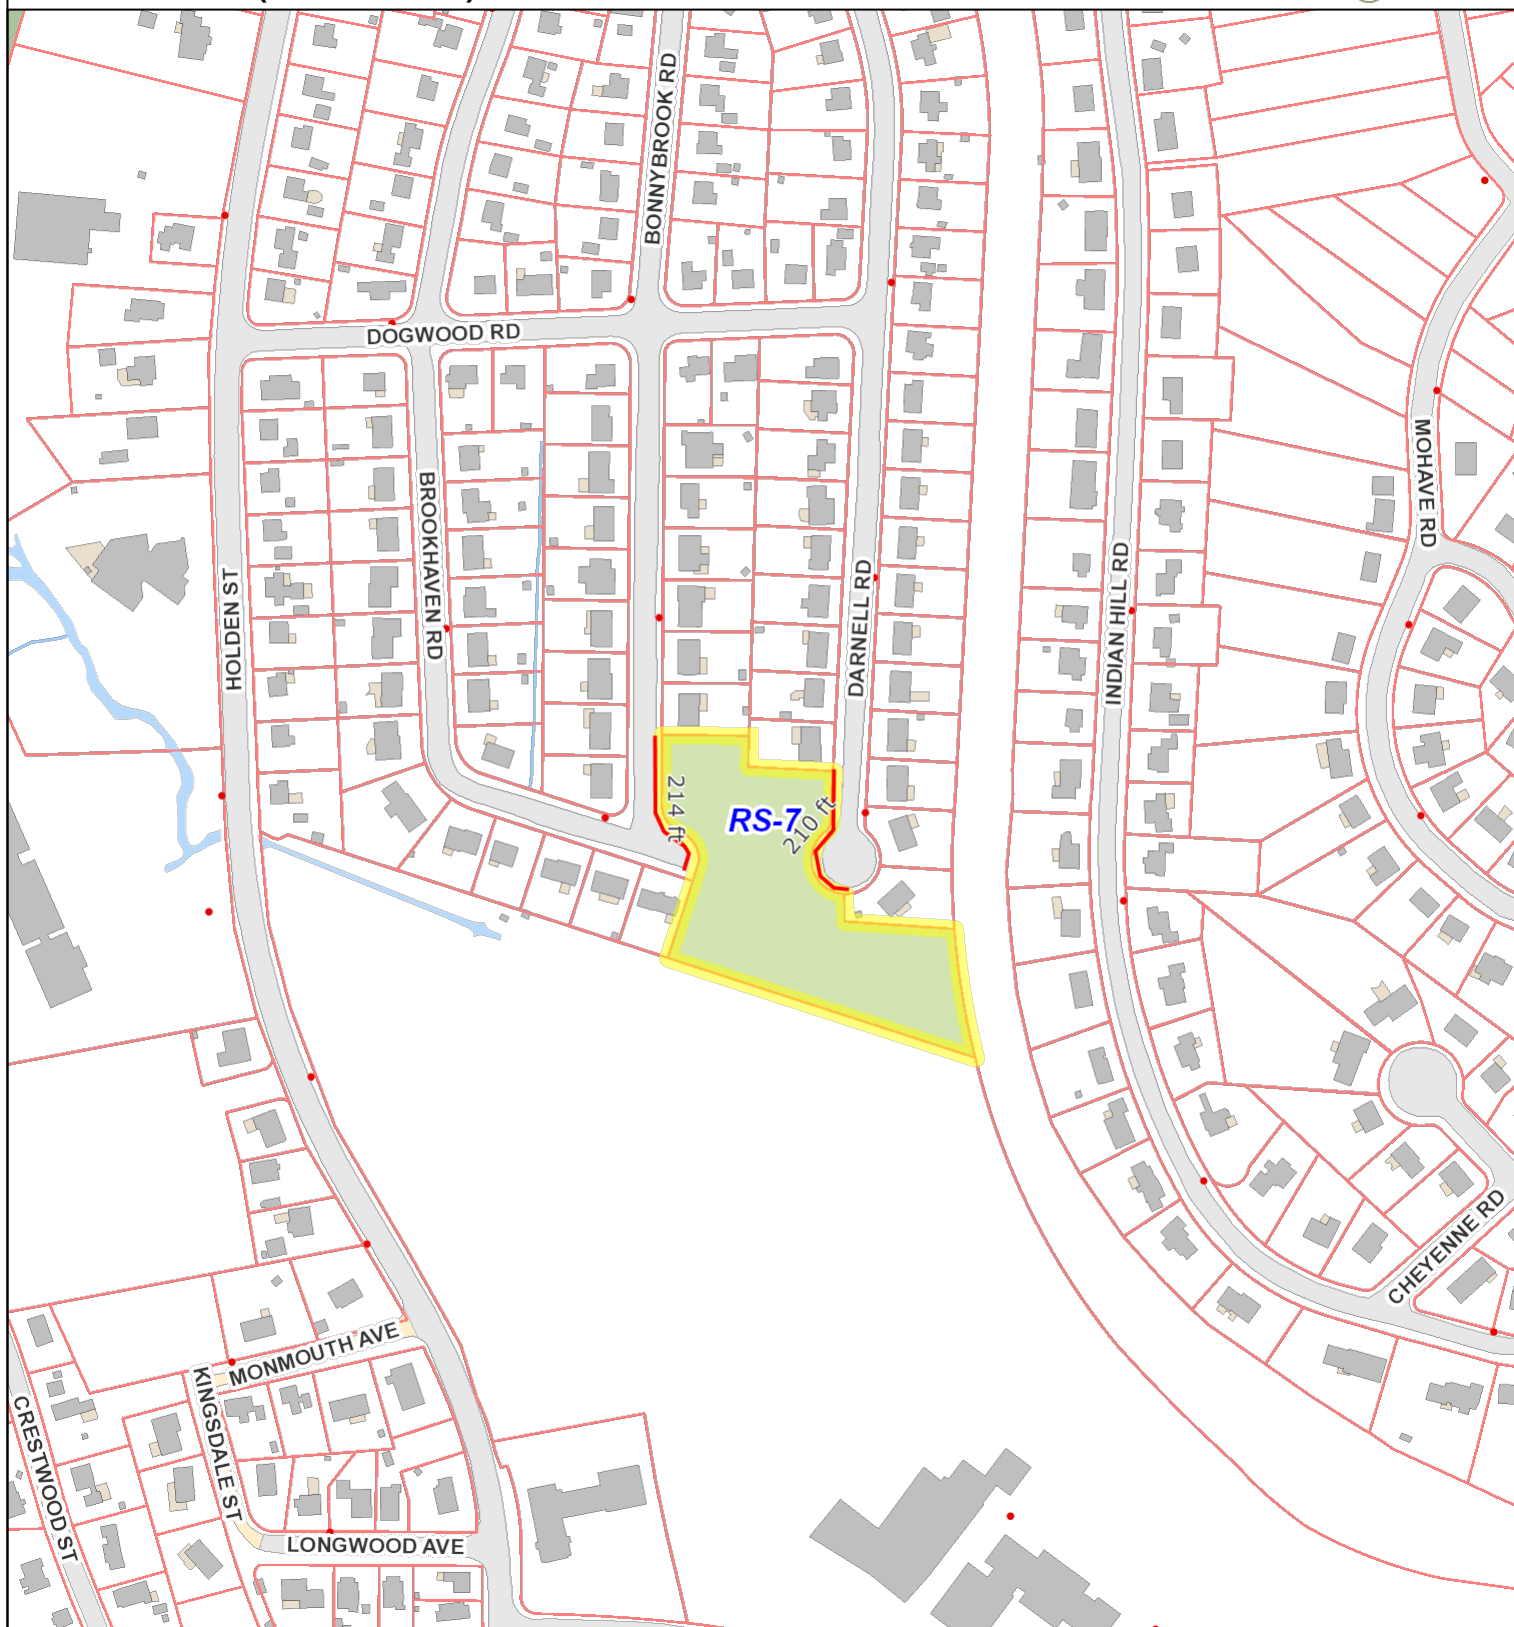 BONNYBROOK RD
DOGWOOD RD
MOHAVE RD
BROOKHAVEN RD
HOLDEN ST
DARNELL RD
INDIAN HILL RD
214 ft
RS-7
210 ft
CHEYENNE RD
MONMOUTH AVE
KINGSDALE ST
CRESTWOOD ST
LONGWOOD AVE